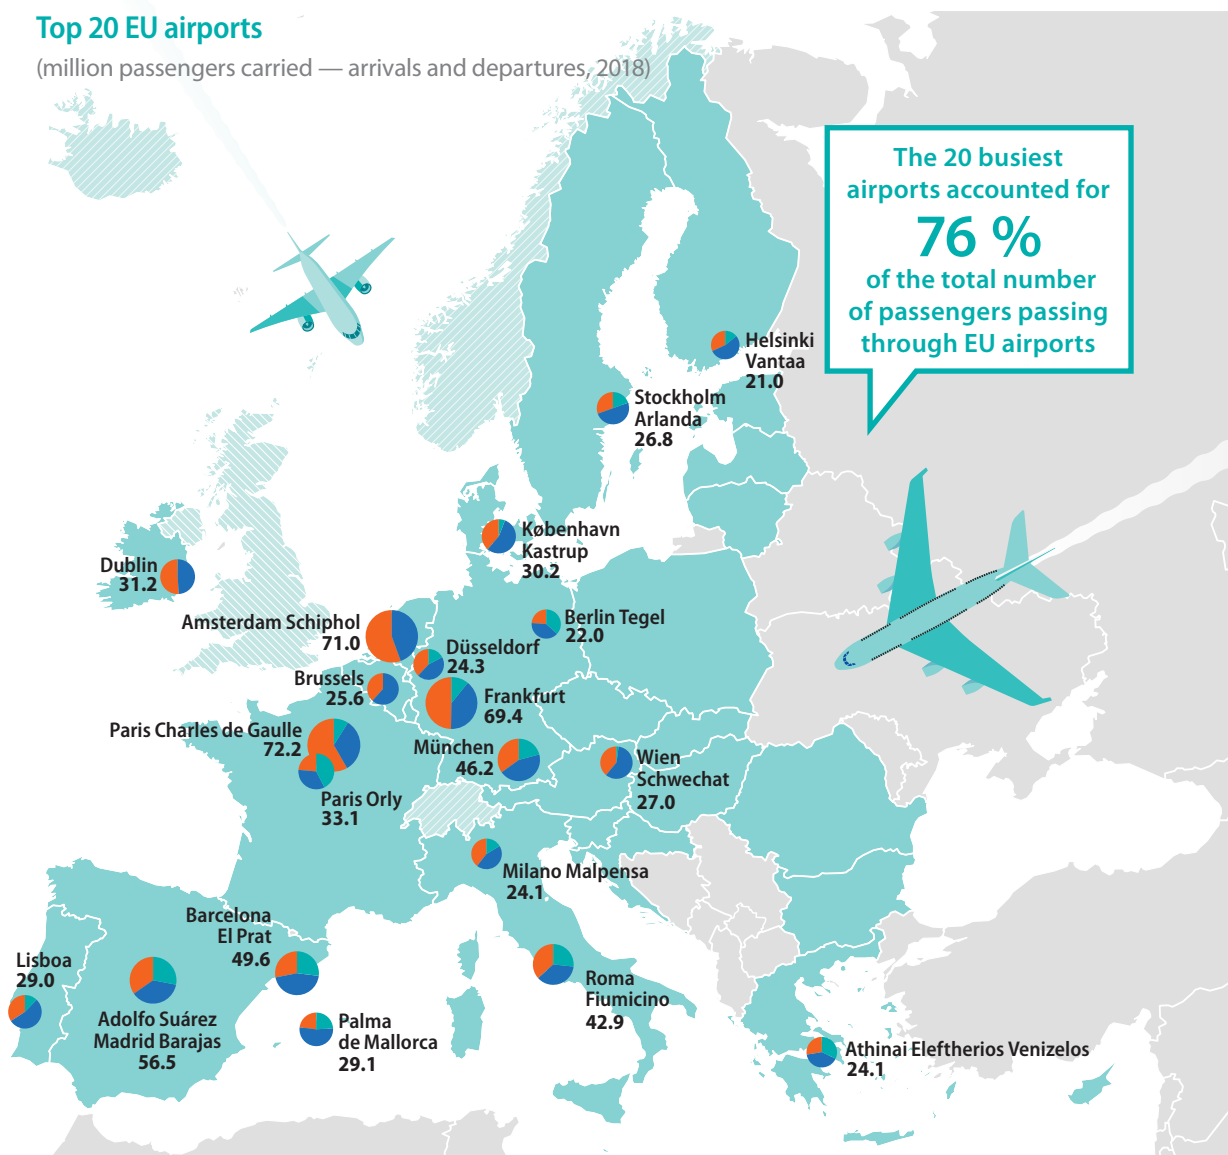 Top 20 EU airports
(million passengers carried — arrivals and departures, 2018)
The 20 busiest
airports accounted for
76 %
of the total number
of passengers passing
through EU airports
Helsinki
Vantaa
21.0
Stockholm
Arlanda
26.8
København
Kastrup
30.2
Dublin
31.2
Amsterdam Schiphol
71.0
Berlin Tegel
22.0
Düsseldorf
24.3
Brussels
25.6
Frankfurt
69.4
Paris Charles de Gaulle
72.2
München
46.2
Wien
Schwechat
27.0
Paris Orly
33.1
Milano Malpensa
24.1
Barcelona
El Prat
49.6
Lisboa
29.0
Roma
Fiumicino
42.9
Adolfo Suárez
Madrid Barajas
56.5
Palma
de Mallorca
29.1
Athinai Eleftherios Venizelos
24.1